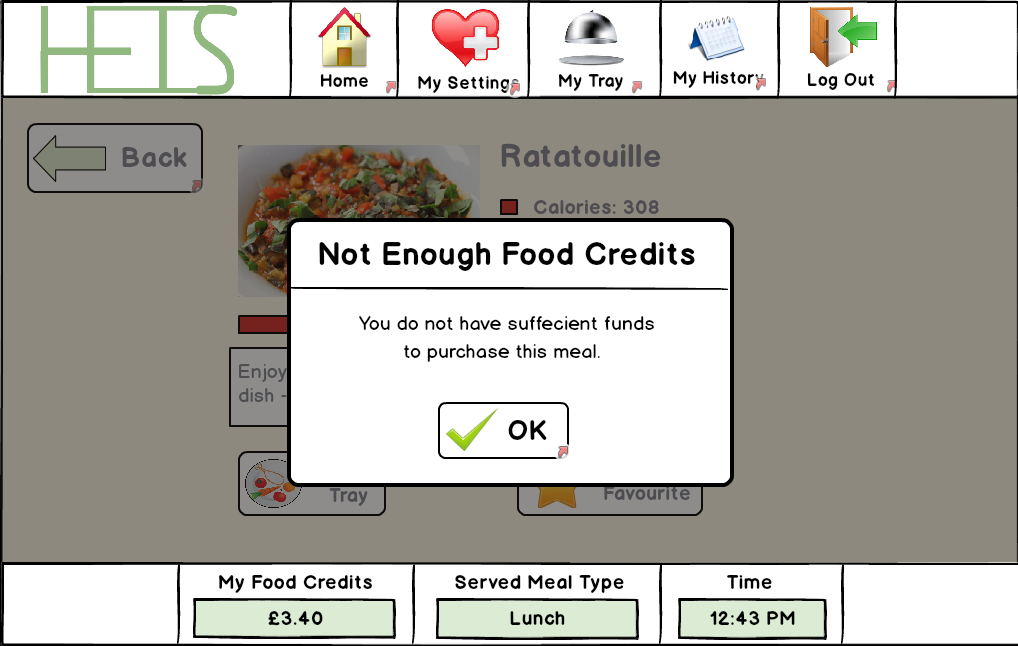 HETS
Home
My Settings
My Tray
My History
Log Out
Back
Ratatouille
Calories: 308
Not Enough Food Credits
You do not have suffecient funds
to purchase this meal.
Enjoy
dish -
OK
Tray
Favourite
My Food Credits
Served Meal Type
Time
£3.40
Lunch
12:43 PM